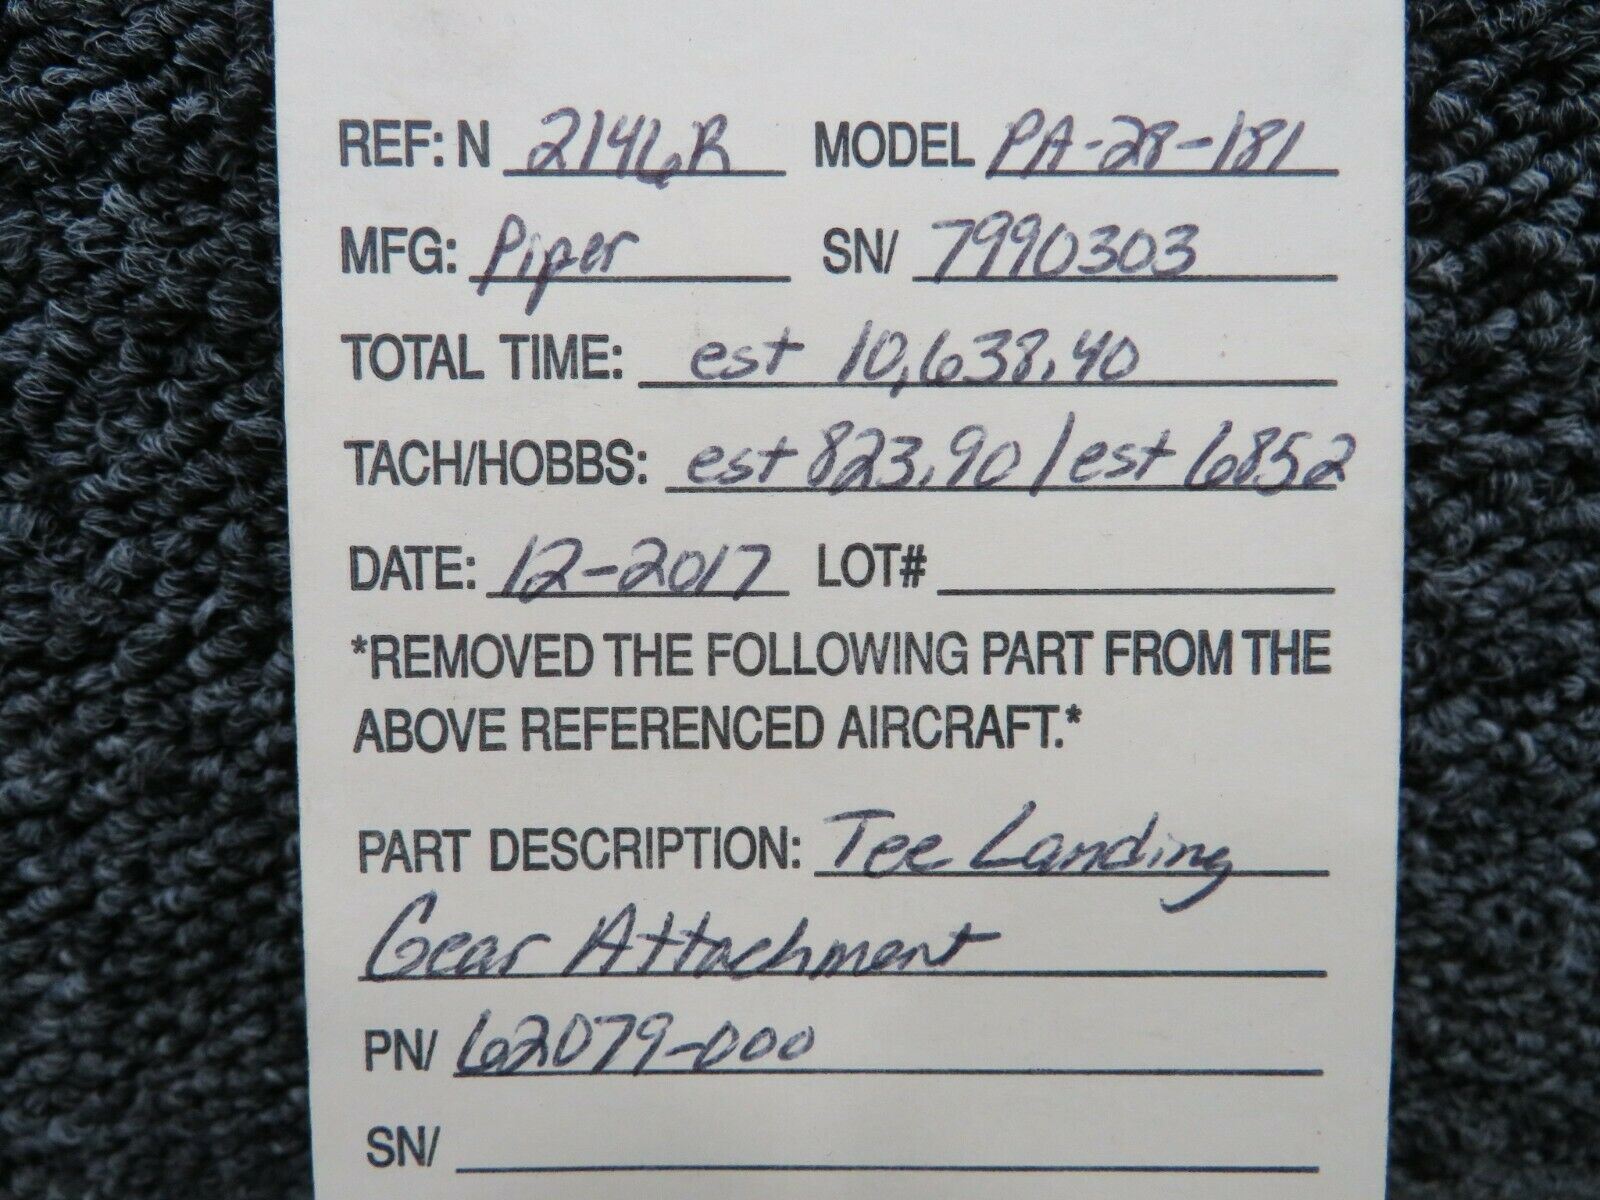 REF: N 2146R MODEL PA-28-181
MFG: Piper SN/ 7990303
TOTAL TIME: est 10,638.40
TACH/HOBBS: est 823.90 / est 6852
DATE: 12-2017 LOT#
*REMOVED THE FOLLOWING PART FROM THE
ABOVE REFERENCED AIRCRAFT.*
PART DESCRIPTION: Tee Landing
Gear Attachment
PN/ 62079-000
SN/